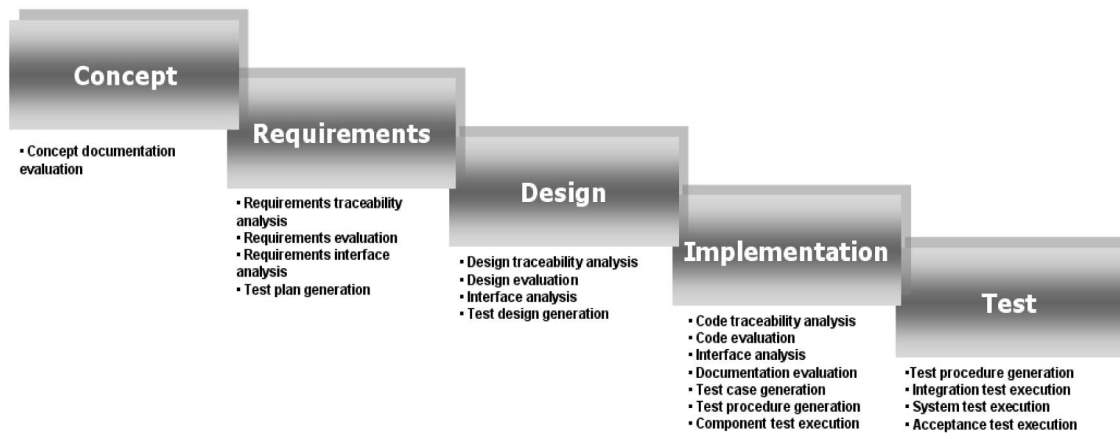 Concept
▪ Concept documentation
evaluation
Requirements
▪ Requirements traceability
analysis
▪ Requirements evaluation
▪ Requirements interface
analysis
▪ Test plan generation
Design
▪ Design traceability analysis
▪ Design evaluation
▪ Interface analysis
▪ Test design generation
Implementation
▪ Code traceability analysis
▪ Code evaluation
▪ Interface analysis
▪ Documentation evaluation
▪ Test case generation
▪ Test procedure generation
▪ Component test execution
Test
▪Test procedure generation
▪ Integration test execution
▪ System test execution
▪ Acceptance test execution